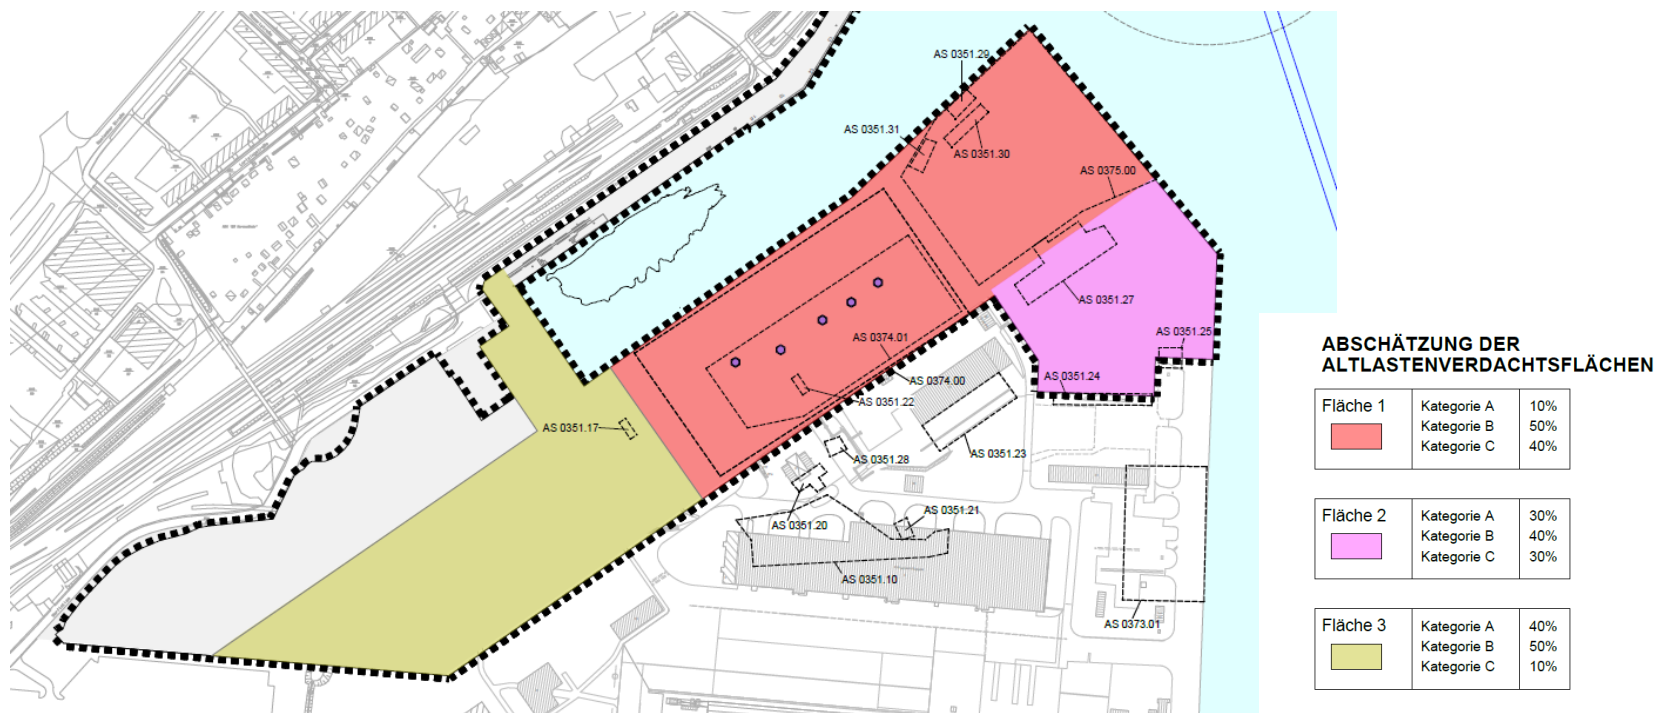 AS 0351.29
AS 0351.31
AS 0351.30
AS 0375.00
AS 0351.27
AS 0351.25
AS 0374.01
AS 0351.24
AS 0374.00
AS 0351.22
AS 0351.17
AS 0351.28
AS 0351.23
AS 0351.20
AS 0351.21
AS 0351.10
AS 0373.01
ABSCHÄTZUNG DER
ALTLASTENVERDACHTSFLÄCHEN
Fläche 1 Kategorie A 10%
Kategorie B 50%
Kategorie C 40%
Fläche 2 Kategorie A 30%
Kategorie B 40%
Kategorie C 30%
Fläche 3 Kategorie A 40%
Kategorie B 50%
Kategorie C 10%